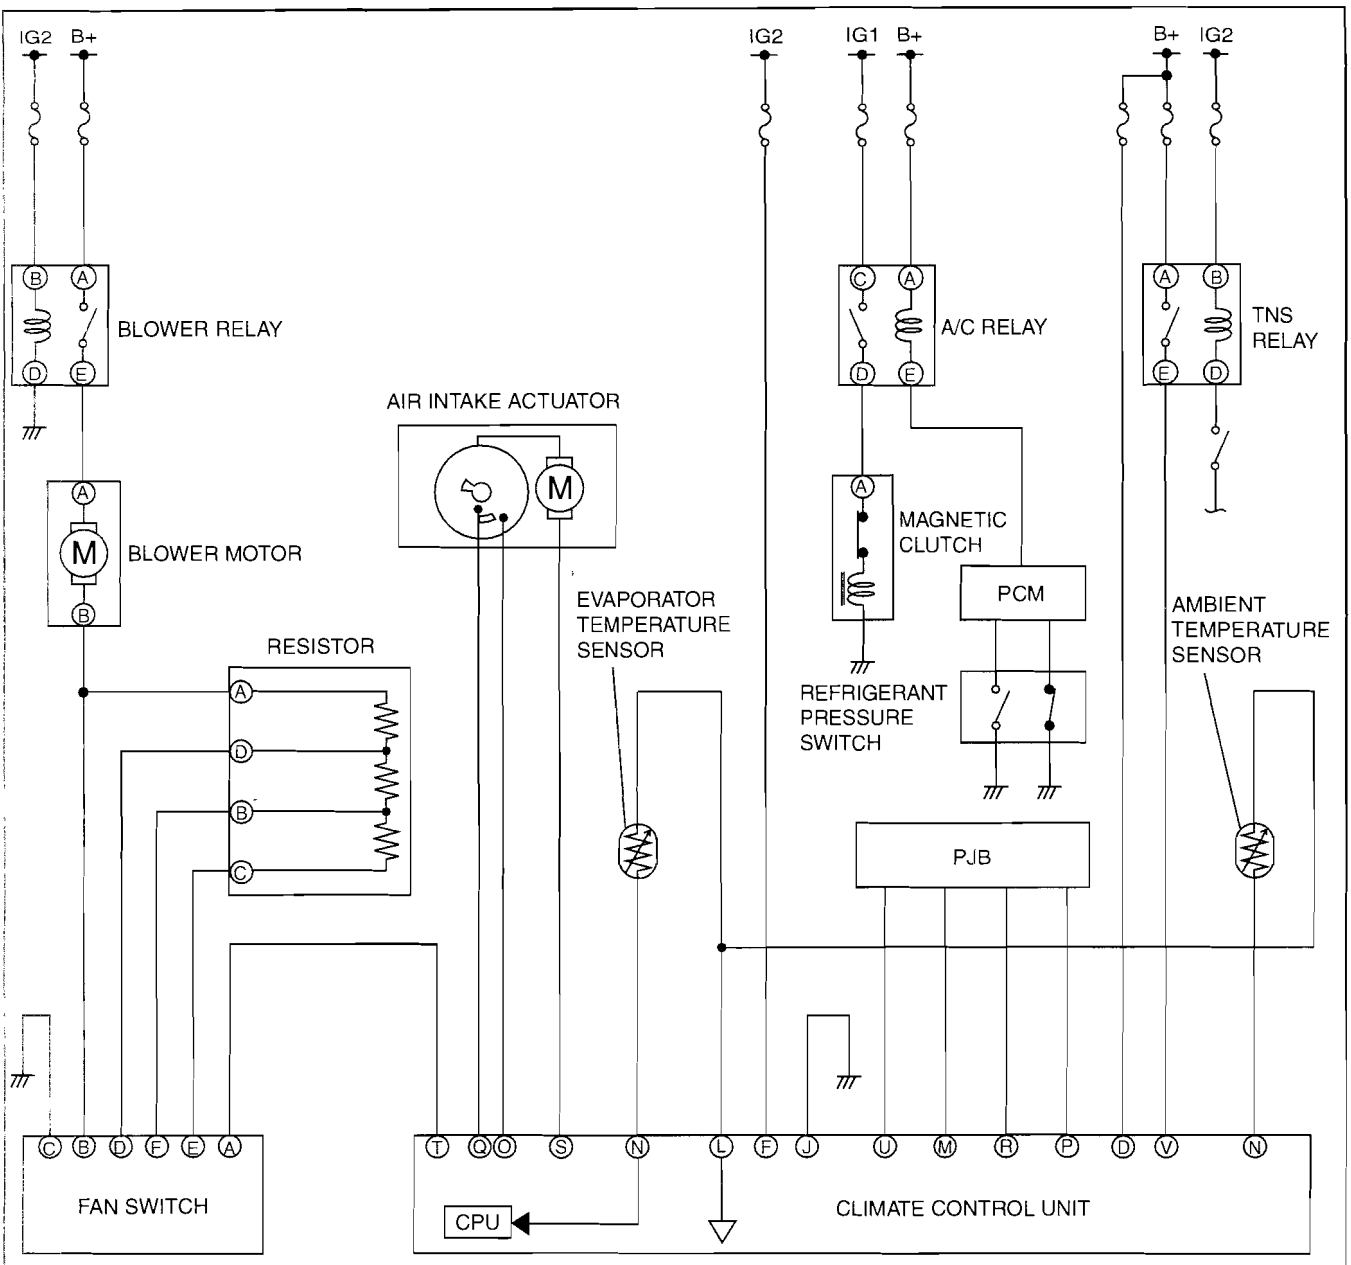 IG2 B+ IG2 IG1 B+ B+ IG2
B A C A A B
BLOWER RELAY
A/C RELAY
TNS
RELAY
D E D E E D
AIR INTAKE ACTUATOR
A
M
A
M
BLOWER MOTOR
B
MAGNETIC
CLUTCH
PCM
EVAPORATOR
TEMPERATURE
SENSOR
AMBIENT
TEMPERATURE
SENSOR
RESISTOR
A
D
B
C
REFRIGERANT
PRESSURE
SWITCH
PJB
C B D F E A T Q O S N L F J U M R P D V N
FAN SWITCH
CPU
CLIMATE CONTROL UNIT